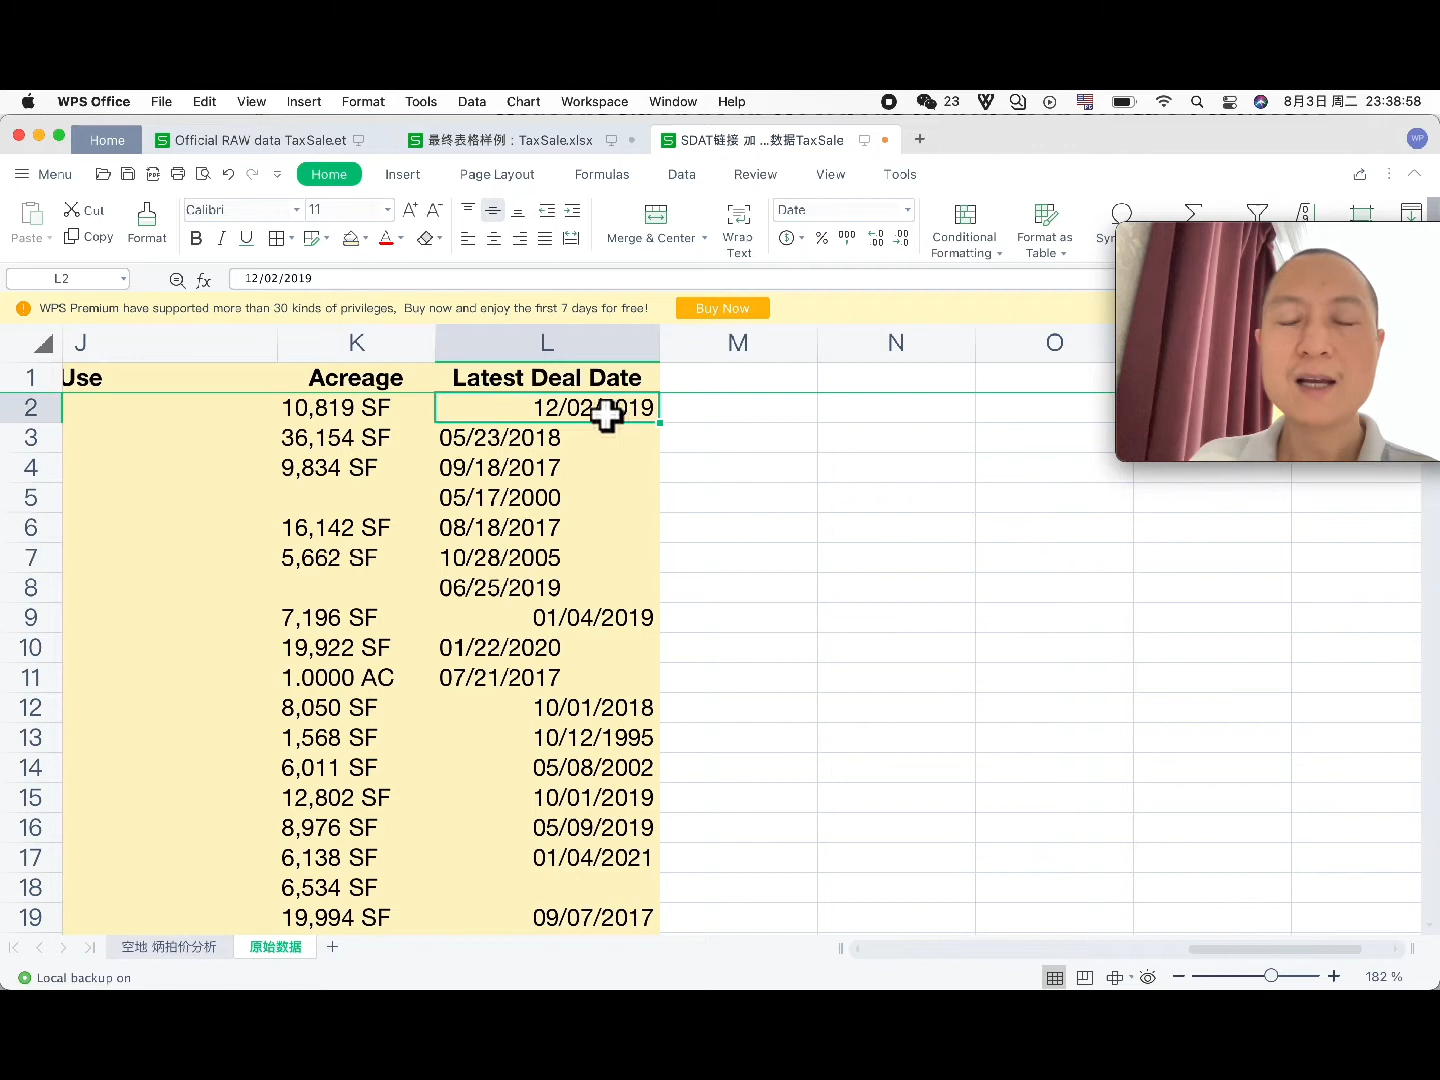 WPS Office File Edit View Insert Format Tools Data Chart Workspace Window Help 23 8月3日 周二 23:38:58
Home Official RAW data TaxSale.et 最终表格样例：TaxSale.xlsx SDAT链接 加 ...数据TaxSale + WP
Menu Home Insert Page Layout Formulas Data Review View Tools
Cut Calibri 11 A+ A- Date
Paste Copy Format B I U A Merge & Center Wrap Text $ % 000 Conditional Formatting Format as Table
L2 fx 12/02/2019
WPS Premium have supported more than 30 kinds of privileges, Buy now and enjoy the first 7 days for free! Buy Now
J K L M N O
1 Use Acreage Latest Deal Date
2 10,819 SF 12/02/2019
3 36,154 SF 05/23/2018
4 9,834 SF 09/18/2017
5 05/17/2000
6 16,142 SF 08/18/2017
7 5,662 SF 10/28/2005
8 06/25/2019
9 7,196 SF 01/04/2019
10 19,922 SF 01/22/2020
11 1.0000 AC 07/21/2017
12 8,050 SF 10/01/2018
13 1,568 SF 10/12/1995
14 6,011 SF 05/08/2002
15 12,802 SF 10/01/2019
16 8,976 SF 05/09/2019
17 6,138 SF 01/04/2021
18 6,534 SF
19 19,994 SF 09/07/2017
空地 炳拍价分析 原始数据 +
Local backup on 182 %